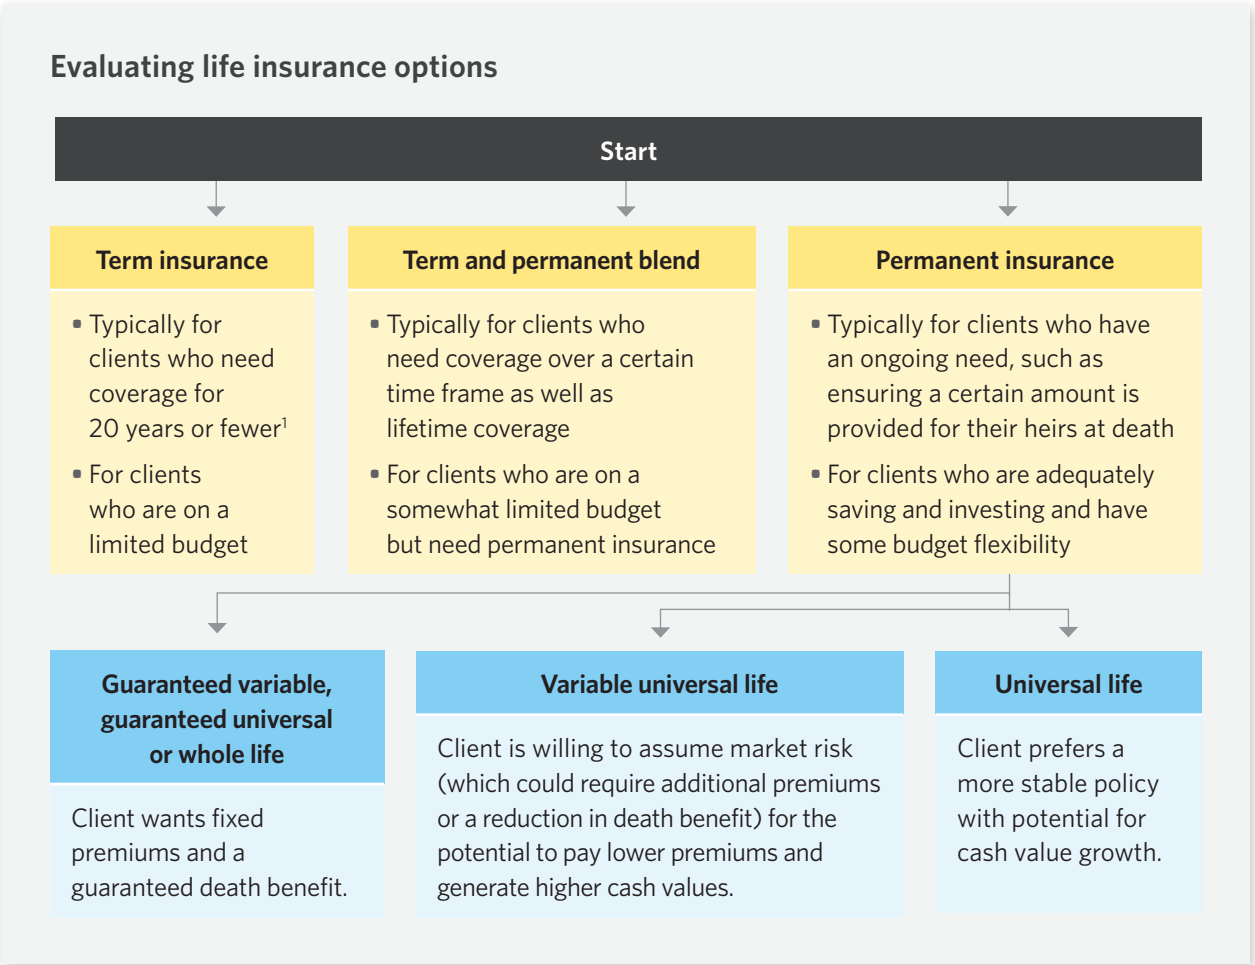 Evaluating life insurance options
Start
Term insurance
▪ Typically for
clients who need
coverage for
20 years or fewer¹
▪ For clients
who are on a
limited budget
Term and permanent blend
▪ Typically for clients who
need coverage over a certain
time frame as well as
lifetime coverage
▪ For clients who are on a
somewhat limited budget
but need permanent insurance
Permanent insurance
▪ Typically for clients who have
an ongoing need, such as
ensuring a certain amount is
provided for their heirs at death
▪ For clients who are adequately
saving and investing and have
some budget flexibility
Guaranteed variable,
guaranteed universal
or whole life
Client wants fixed
premiums and a
guaranteed death benefit.
Variable universal life
Client is willing to assume market risk
(which could require additional premiums
or a reduction in death benefit) for the
potential to pay lower premiums and
generate higher cash values.
Universal life
Client prefers a
more stable policy
with potential for
cash value growth.